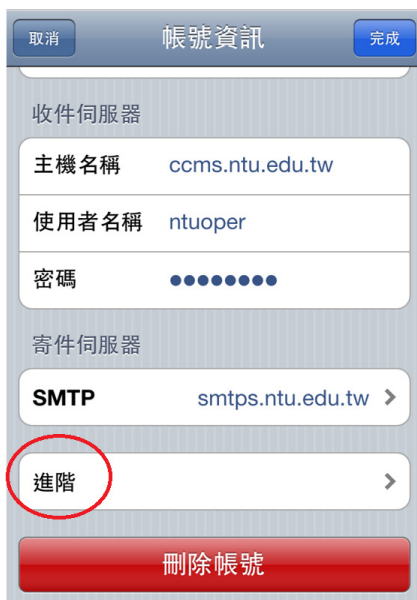 取消 帳號資訊 完成
收件伺服器
主機名稱 ccms.ntu.edu.tw
使用者名稱 ntuoper
密碼 ●●●●●●●●
寄件伺服器
SMTP smtps.ntu.edu.tw
進階
刪除帳號